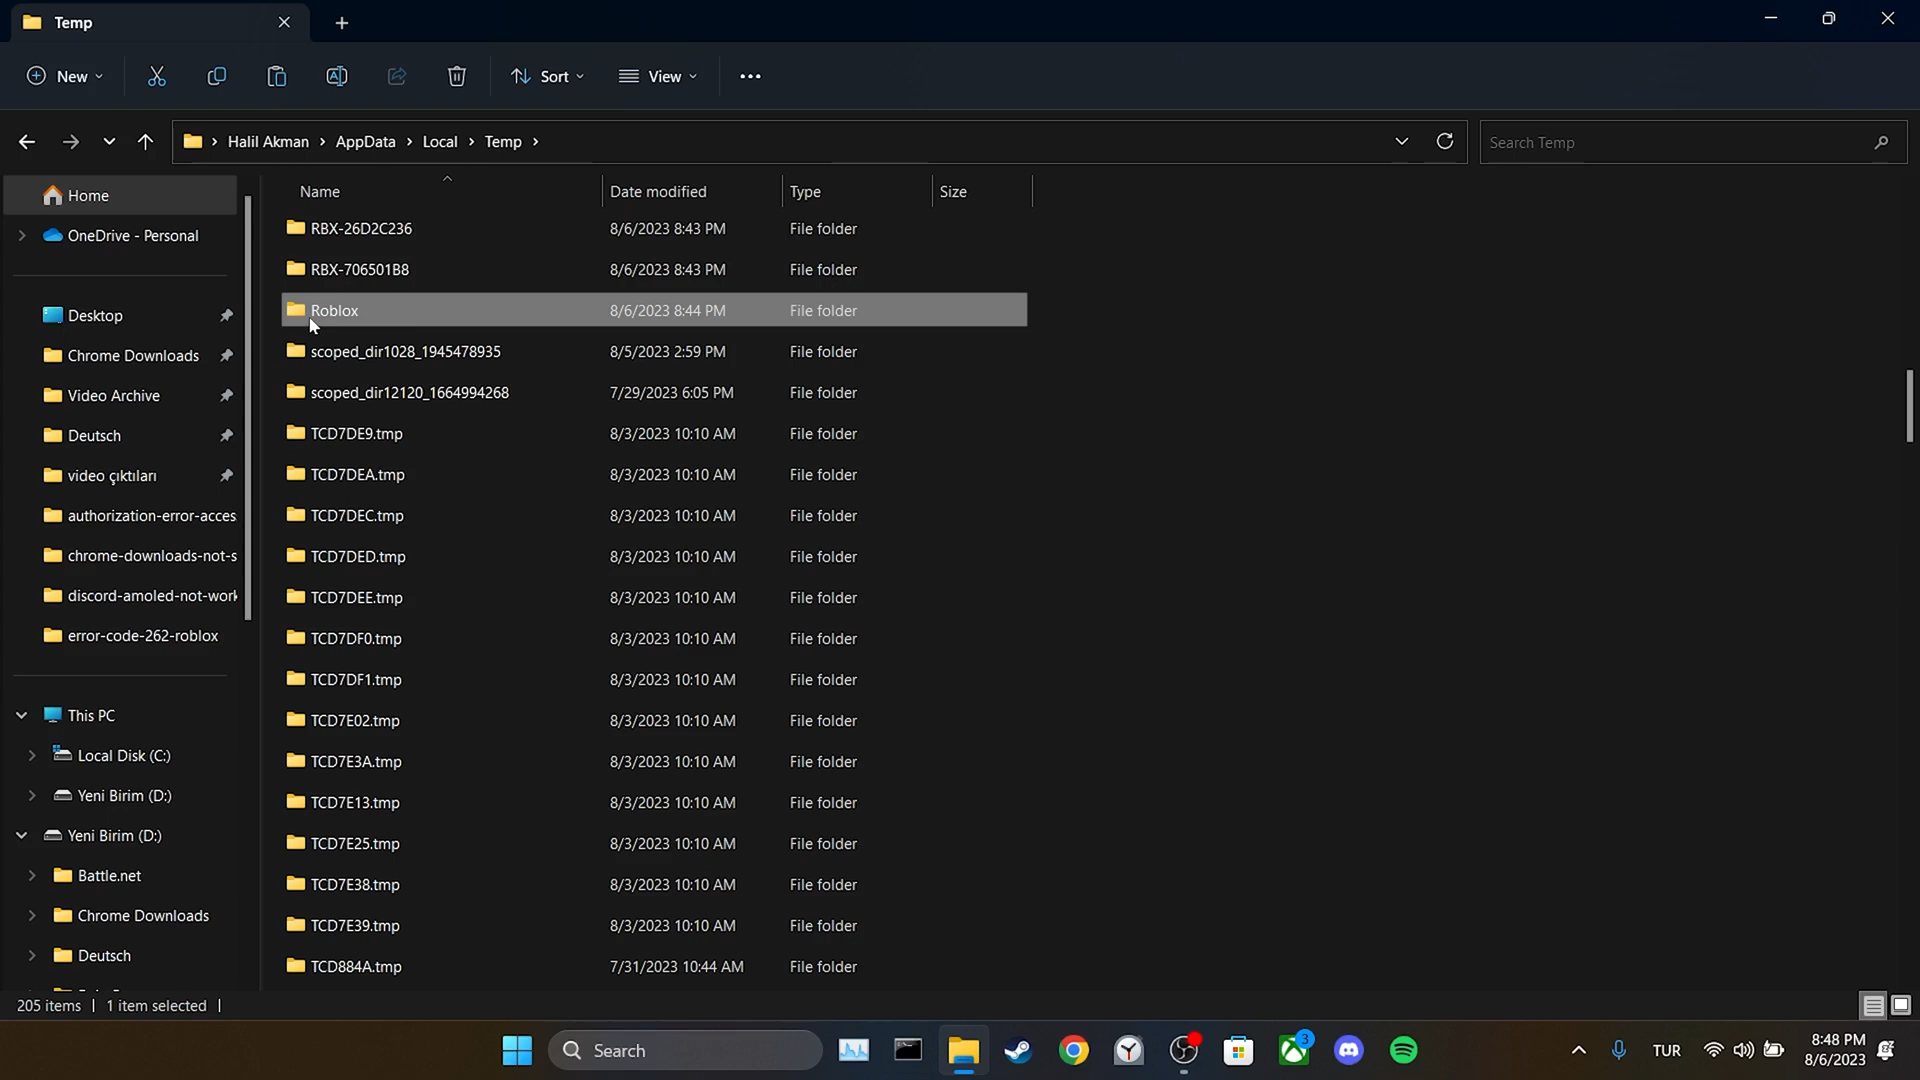 Temp
New
Sort
View
Halil Akman
AppData
Local
Temp
Search Temp
Home
OneDrive - Personal
Desktop
Chrome Downloads
Video Archive
Deutsch
video çıktıları
authorization-error-acces
chrome-downloads-not-s
discord-amoled-not-work
error-code-262-roblox
This PC
Local Disk (C:)
Yeni Birim (D:)
Yeni Birim (D:)
Battle.net
Chrome Downloads
Deutsch
Name Date modified Type Size
RBX-26D2C236 8/6/2023 8:43 PM File folder
RBX-706501B8 8/6/2023 8:43 PM File folder
Roblox 8/6/2023 8:44 PM File folder
scoped_dir1028_1945478935 8/5/2023 2:59 PM File folder
scoped_dir12120_1664994268 7/29/2023 6:05 PM File folder
TCD7DE9.tmp 8/3/2023 10:10 AM File folder
TCD7DEA.tmp 8/3/2023 10:10 AM File folder
TCD7DEC.tmp 8/3/2023 10:10 AM File folder
TCD7DED.tmp 8/3/2023 10:10 AM File folder
TCD7DEE.tmp 8/3/2023 10:10 AM File folder
TCD7DF0.tmp 8/3/2023 10:10 AM File folder
TCD7DF1.tmp 8/3/2023 10:10 AM File folder
TCD7E02.tmp 8/3/2023 10:10 AM File folder
TCD7E3A.tmp 8/3/2023 10:10 AM File folder
TCD7E13.tmp 8/3/2023 10:10 AM File folder
TCD7E25.tmp 8/3/2023 10:10 AM File folder
TCD7E38.tmp 8/3/2023 10:10 AM File folder
TCD7E39.tmp 8/3/2023 10:10 AM File folder
TCD884A.tmp 7/31/2023 10:44 AM File folder
205 items 1 item selected
Search
3
TUR
8:48 PM
8/6/2023